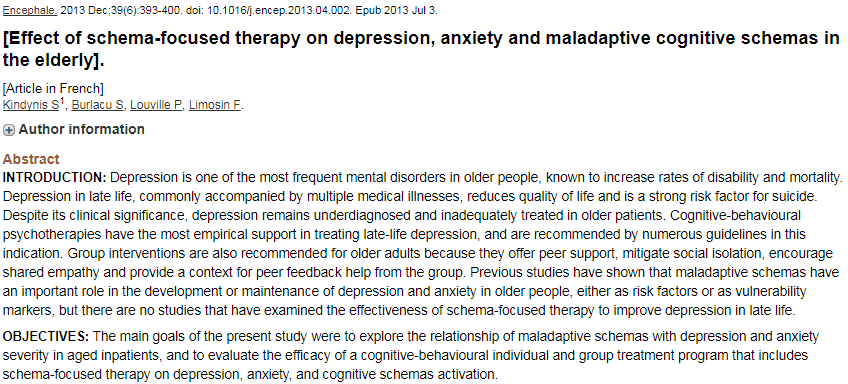 Encephale. 2013 Dec;39(6):393-400. doi: 10.1016/j.encep.2013.04.002. Epub 2013 Jul 3.
[Effect of schema-focused therapy on depression, anxiety and maladaptive cognitive schemas in
the elderly].
[Article in French]
Kindynis S1, Burlacu S, Louville P, Limosin F.
Author information
Abstract
INTRODUCTION: Depression is one of the most frequent mental disorders in older people, known to increase rates of disability and mortality.
Depression in late life, commonly accompanied by multiple medical illnesses, reduces quality of life and is a strong risk factor for suicide.
Despite its clinical significance, depression remains underdiagnosed and inadequately treated in older patients. Cognitive-behavioural
psychotherapies have the most empirical support in treating late-life depression, and are recommended by numerous guidelines in this
indication. Group interventions are also recommended for older adults because they offer peer support, mitigate social isolation, encourage
shared empathy and provide a context for peer feedback help from the group. Previous studies have shown that maladaptive schemas have
an important role in the development or maintenance of depression and anxiety in older people, either as risk factors or as vulnerability
markers, but there are no studies that have examined the effectiveness of schema-focused therapy to improve depression in late life.
OBJECTIVES: The main goals of the present study were to explore the relationship of maladaptive schemas with depression and anxiety
severity in aged inpatients, and to evaluate the efficacy of a cognitive-behavioural individual and group treatment program that includes
schema-focused therapy on depression, anxiety, and cognitive schemas activation.